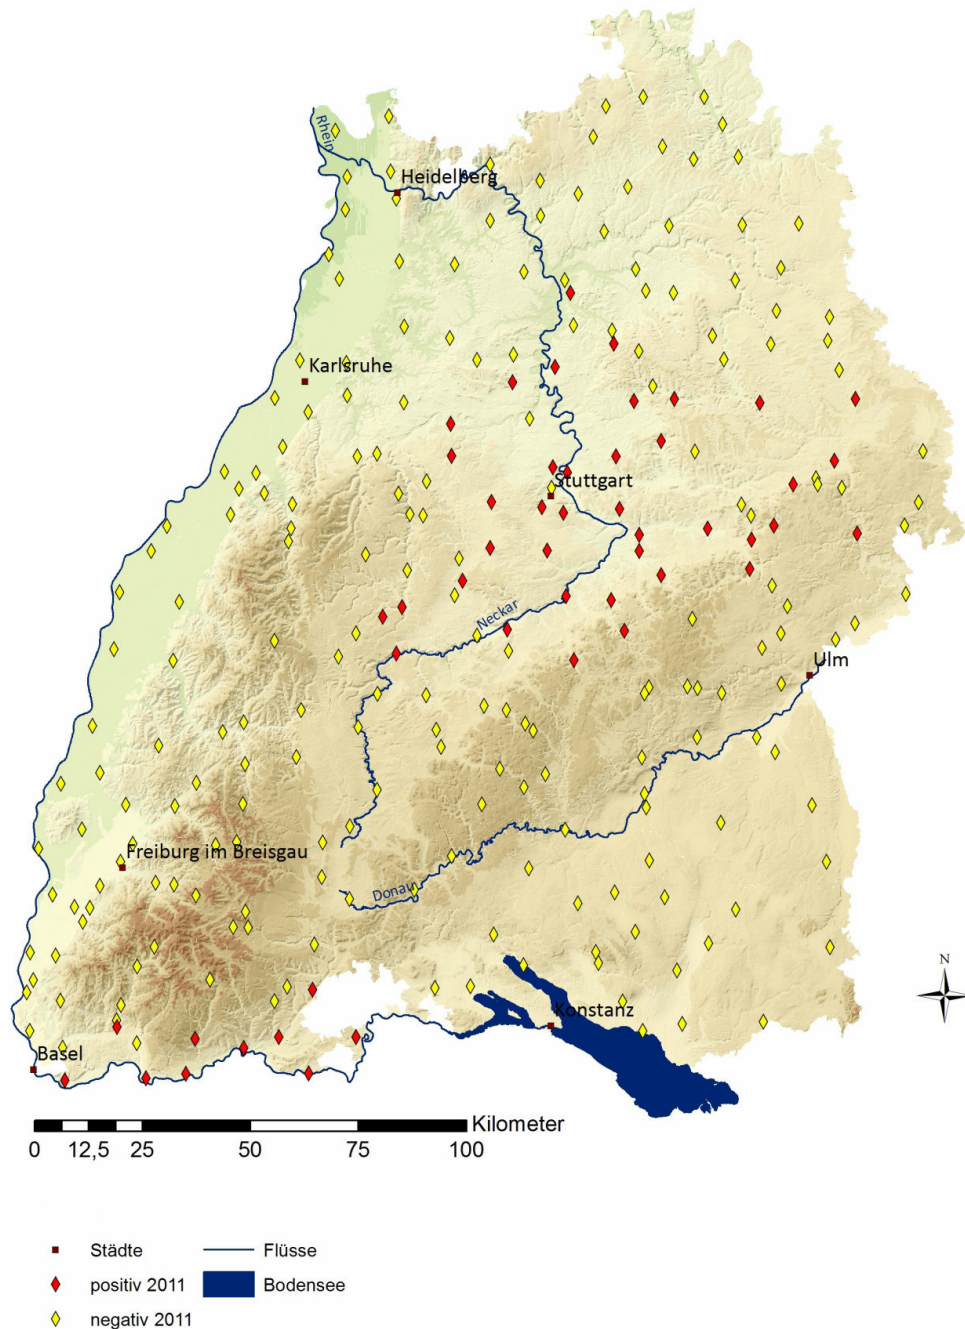 Rhein
Heidelberg
Karlsruhe
Stuttgart
Neckar
Ulm
Freiburg im Breisgau
Donau
N
Konstanz
Basel
Kilometer
0 12,5 25 50 75 100
Städte Flüsse
positiv 2011 Bodensee
negativ 2011